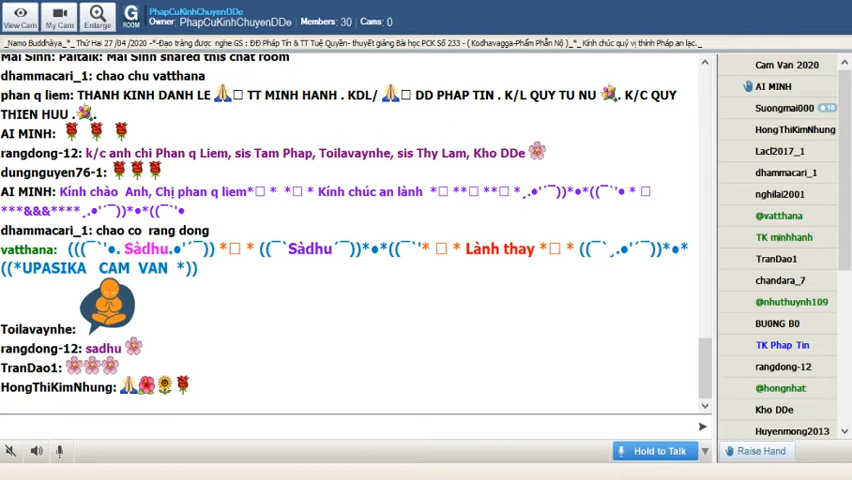 View Cam
My Cam
Enlarge
G ROOM
PhapCuKinhChuyenDDe
Owner: PhapCuKinhChuyenDDe Members: 30 Cams: 0
_Namo Buddhàya_*_ Thứ Hai 27 /04 /2020 -*-Đạo tràng được nghe GS : ĐĐ Pháp Tín & TT Tuệ Quyền- thuyết giảng Bài học PCK Số 233 - ( Kodhavagga-Phẩm Phẫn Nộ )_*_ Kính chúc quý vị thính Pháp an lạc._
Mai Sinh: Paltalk: Mai Sinh shared this chat room
dhammacari_1: chao chu vatthana
phan q liem: THANH KINH DANH LE 🙏□ TT MINH HANH . KDL/ 🙏□ DD PHAP TIN . K/L QUY TU NU 💐. K/C QUY
THIEN HUU .💐.
AI MINH: 🌹 🌹 🌹
rangdong-12: k/c anh chi Phan q Liem, sis Tam Phap, Toilavaynhe, sis Thy Lam, Kho DDe 🌸
dungnguyen76-1: 🌹🌹🌹
AI MINH: Kính chào Anh, Chị phan q liem*□ * *□ * Kính chúc an lành *□ **□ **□ *¸.•'´¯))*•*((¯`'• * □
***&&&****¸.•'´¯))*•*((¯`'•
dhammacari_1: chao co rang dong
vatthana: (((¯`'•. Sàdhu.•'´¯)) *□ * ((¯`Sàdhu´¯))*•*((¯`'* □ * Lành thay *□ * ((¯`¸.•'´¯))*•*
((*UPASIKA CAM VAN *))
Toilavaynhe:
rangdong-12: sadhu 🌸
TranDao1: 🌸🌸🌸
HongThiKimNhung: 🙏🌺🌻🌹
Hold to Talk
Cam Van 2020
AI MINH
Suongmai000
HongThiKimNhung
Lacl2017_1
dhammacari_1
nghilai2001
@vatthana
TK minhhanh
TranDao1
chandara_7
@nhuthuynh109
BU0NG B0
TK Phap Tin
rangdong-12
@hongnhat
Kho DDe
Huyenmong2013
Raise Hand